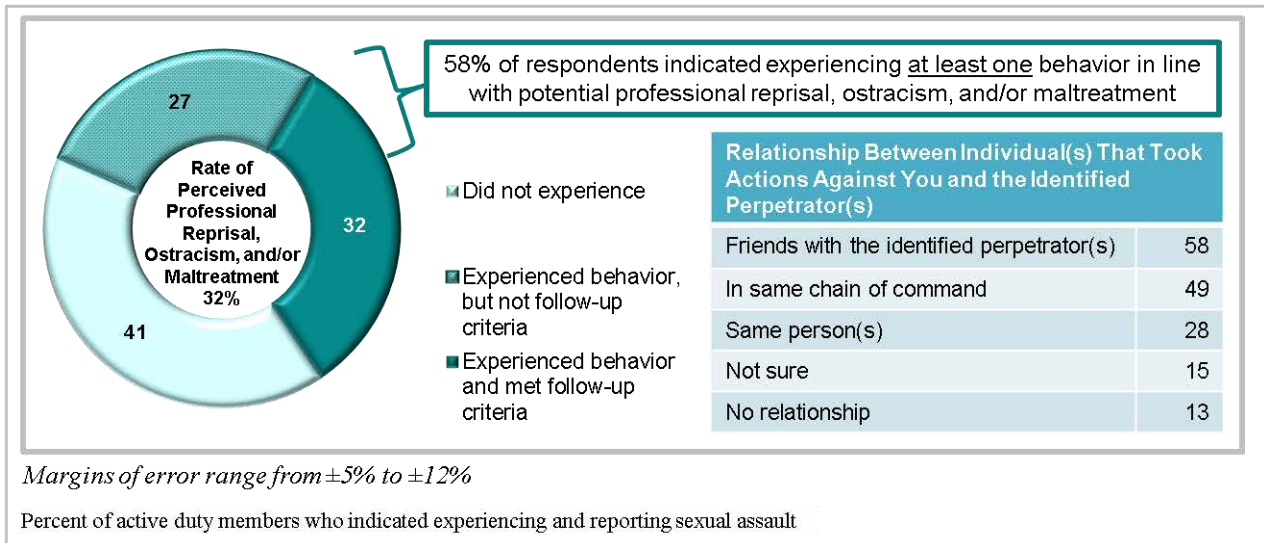 58% of respondents indicated experiencing at least one behavior in line
with potential professional reprisal, ostracism, and/or maltreatment
27
32
41
Rate of
Perceived
Professional
Reprisal,
Ostracism, and/or
Maltreatment
32%
Did not experience
Experienced behavior,
but not follow-up
criteria
Experienced behavior
and met follow-up
criteria
Relationship Between Individual(s) That Took
Actions Against You and the Identified
Perpetrator(s)
Friends with the identified perpetrator(s) 58
In same chain of command 49
Same person(s) 28
Not sure 15
No relationship 13
Margins of error range from ±5% to ±12%
Percent of active duty members who indicated experiencing and reporting sexual assault